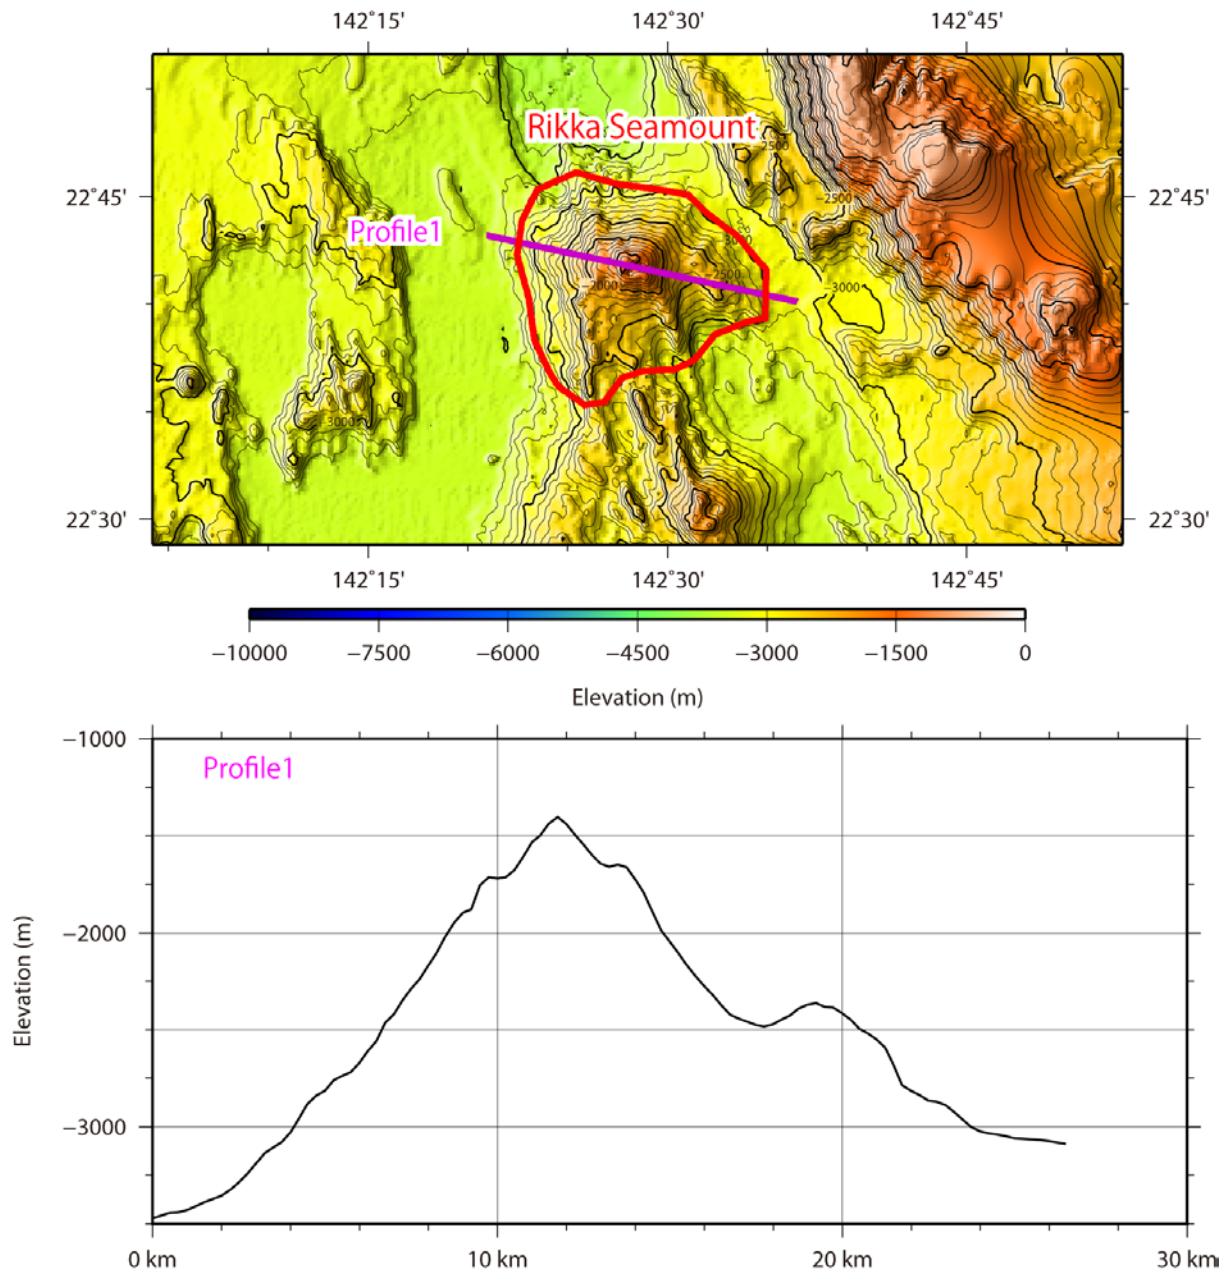 142˚15' 142˚30' 142˚45'
Rikka Seamount
−2500
22˚45' 22˚45'
−2500
Profile1
−2500
−2000
−3000
−3000
22˚30' 22˚30'
142˚15' 142˚30' 142˚45'
−10000 −7500 −6000 −4500 −3000 −1500 0
Elevation (m)
−1000
Profile1
−2000
Elevation (m)
−3000
0 km 10 km 20 km 30 km